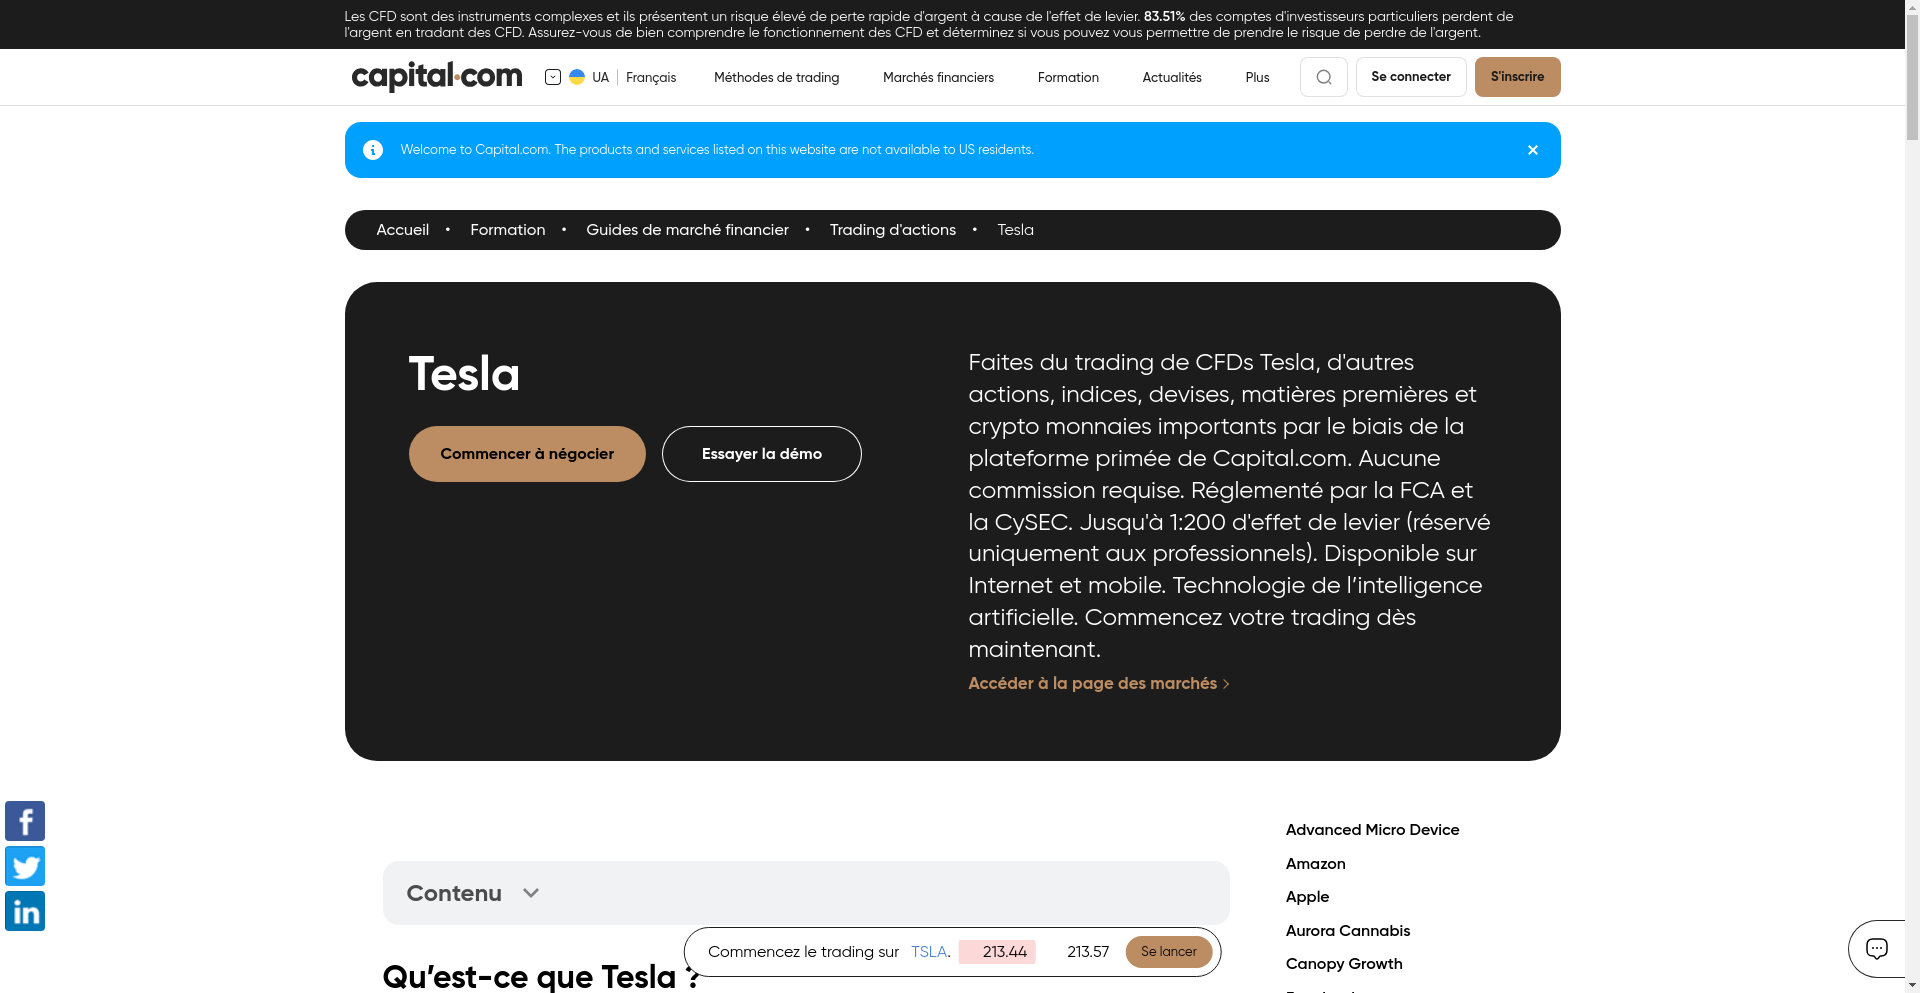 Les CFD sont des instruments complexes et ils présentent un risque élevé de perte rapide d'argent à cause de l'effet de levier. 83.51% des comptes d'investisseurs particuliers perdent de
l'argent en tradant des CFD. Assurez-vous de bien comprendre le fonctionnement des CFD et déterminez si vous pouvez vous permettre de prendre le risque de perdre de l'argent.
capital.com UA Français Méthodes de trading Marchés financiers Formation Actualités Plus Se connecter S'inscrire
Welcome to Capital.com. The products and services listed on this website are not available to US residents.
Accueil • Formation • Guides de marché financier • Trading d'actions • Tesla
Tesla
Commencer à négocier Essayer la démo
Faites du trading de CFDs Tesla, d'autres
actions, indices, devises, matières premières et
crypto monnaies importants par le biais de la
plateforme primée de Capital.com. Aucune
commission requise. Réglementé par la FCA et
la CySEC. Jusqu'à 1:200 d'effet de levier (réservé
uniquement aux professionnels). Disponible sur
Internet et mobile. Technologie de l’intelligence
artificielle. Commencez votre trading dès
maintenant.
Accéder à la page des marchés
Contenu
Qu’est-ce que Tesla ?
Commencez le trading sur TSLA. 213.44 213.57 Se lancer
Advanced Micro Device
Amazon
Apple
Aurora Cannabis
Canopy Growth